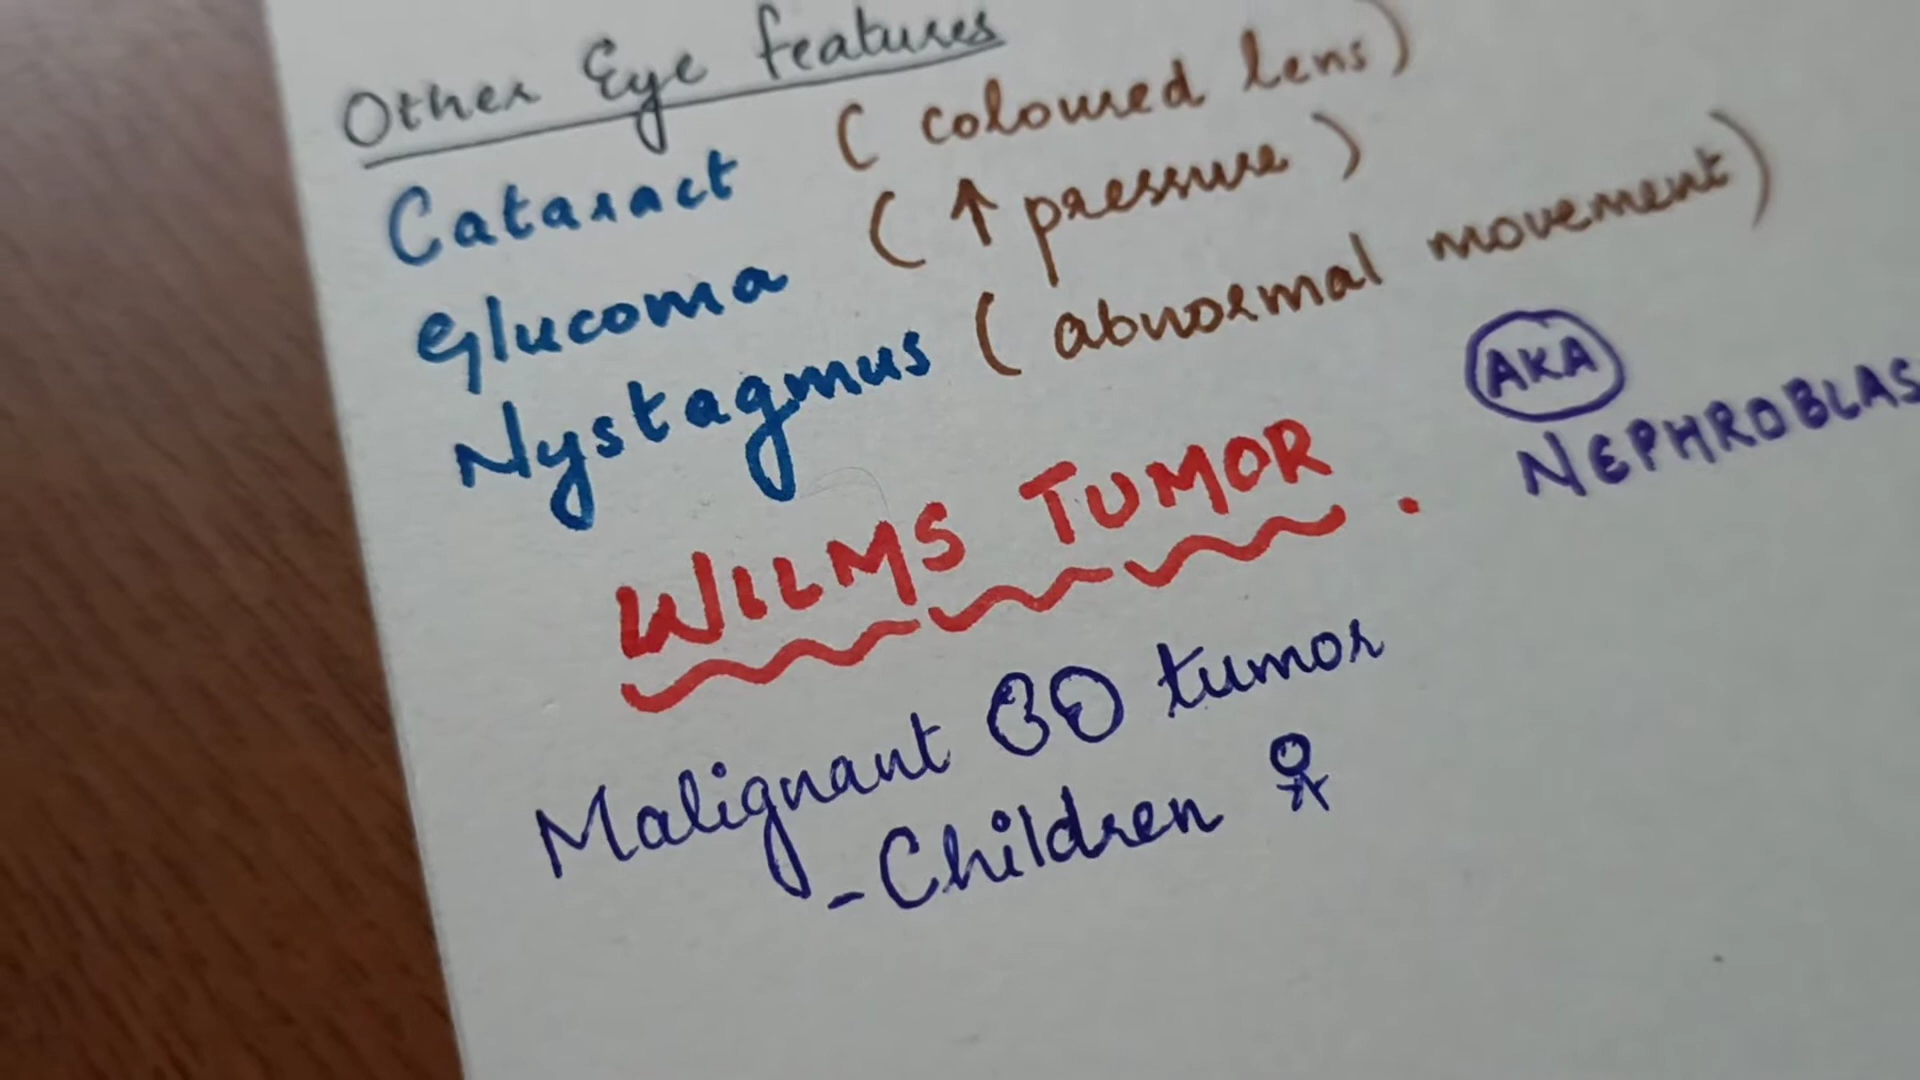 Other Eye features
Cataract ( coloured lens)
Glucoma ( ↑ pressure )
Nystagmus ( abnormal movement)
AKA
WILMS TUMOR .
NEPHROBLAS
Malignant tumor
-Children